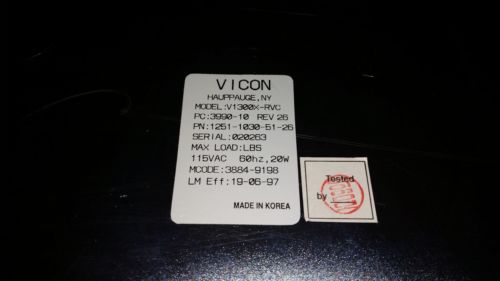 VICON
HAUPPAUGE,NY
MODEL:V1300X-RVC
PC:3990-10 REV 26
PN:1251-1030-51-26
SERIAL:020263
MAX LOAD:LBS
115VAC 60hz,20W
MCODE:3884-9198
LM Eff:19-06-97
MADE IN KOREA
Tested
by